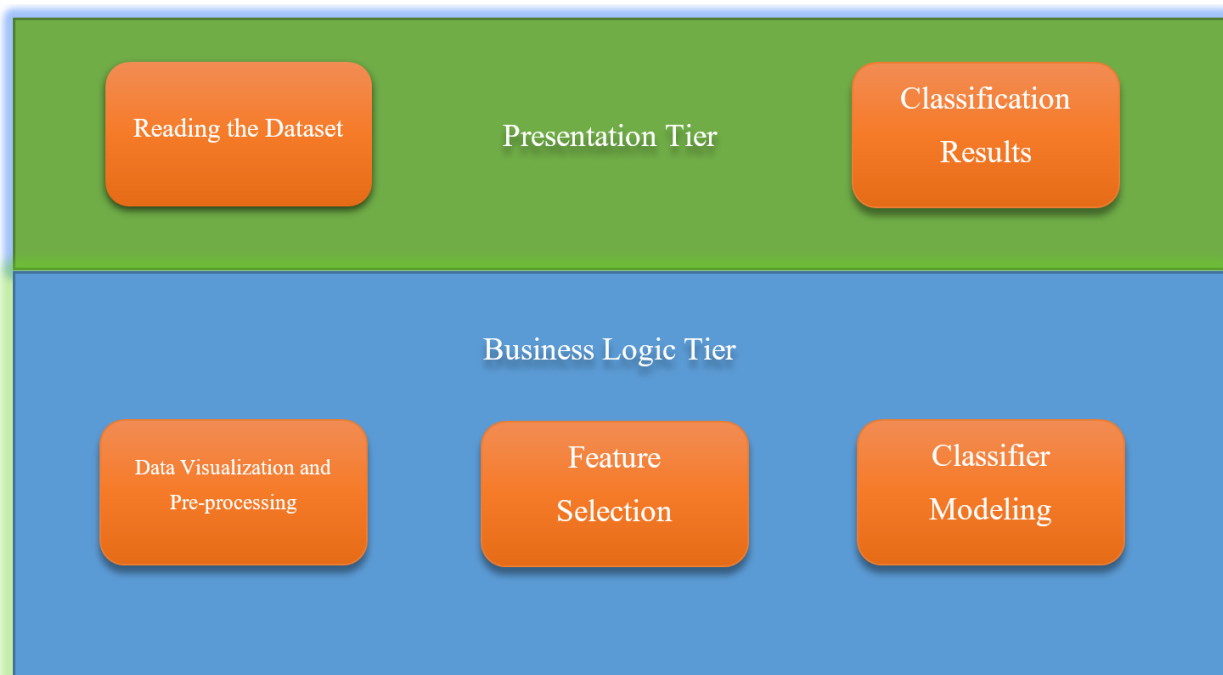 Reading the Dataset
Presentation Tier
Classification
Results
Business Logic Tier
Data Visualization and
Pre-processing
Feature
Selection
Classifier
Modeling